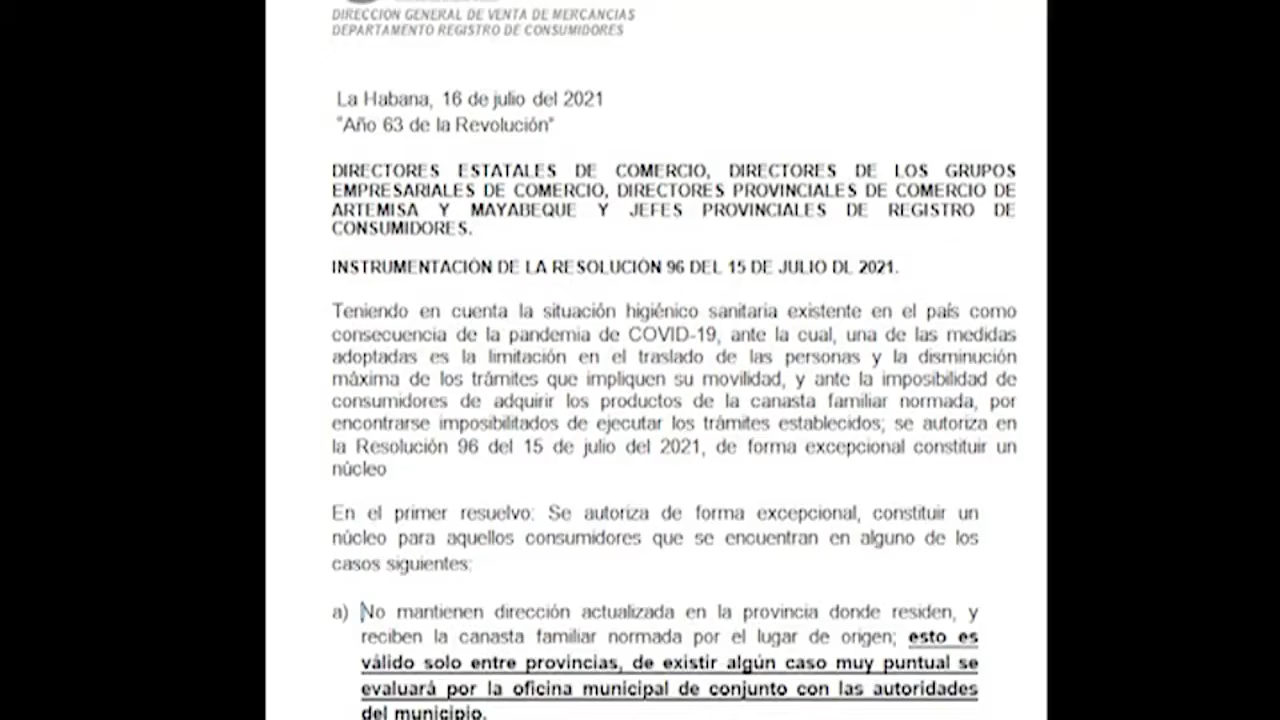 DIRECCION GENERAL DE VENTA DE MERCANCIAS
DEPARTAMENTO REGISTRO DE CONSUMIDORES
La Habana, 16 de julio del 2021
"Año 63 de la Revolución"
DIRECTORES ESTATALES DE COMERCIO, DIRECTORES DE LOS GRUPOS
EMPRESARIALES DE COMERCIO, DIRECTORES PROVINCIALES DE COMERCIO DE
ARTEMISA Y MAYABEQUE Y JEFES PROVINCIALES DE REGISTRO DE
CONSUMIDORES.
INSTRUMENTACIÓN DE LA RESOLUCIÓN 96 DEL 15 DE JULIO DL 2021.
Teniendo en cuenta la situación higiénico sanitaria existente en el país como
consecuencia de la pandemia de COVID-19, ante la cual, una de las medidas
adoptadas es la limitación en el traslado de las personas y la disminución
máxima de los trámites que impliquen su movilidad, y ante la imposibilidad de
consumidores de adquirir los productos de la canasta familiar normada, por
encontrarse imposibilitados de ejecutar los trámites establecidos; se autoriza en
la Resolución 96 del 15 de julio del 2021, de forma excepcional constituir un
núcleo
En el primer resuelvo: Se autoriza de forma excepcional, constituir un
núcleo para aquellos consumidores que se encuentran en alguno de los
casos siguientes:
a) No mantienen dirección actualizada en la provincia donde residen, y
reciben la canasta familiar normada por el lugar de origen; esto es
válido solo entre provincias, de existir algún caso muy puntual se
evaluará por la oficina municipal de conjunto con las autoridades
del municipio.